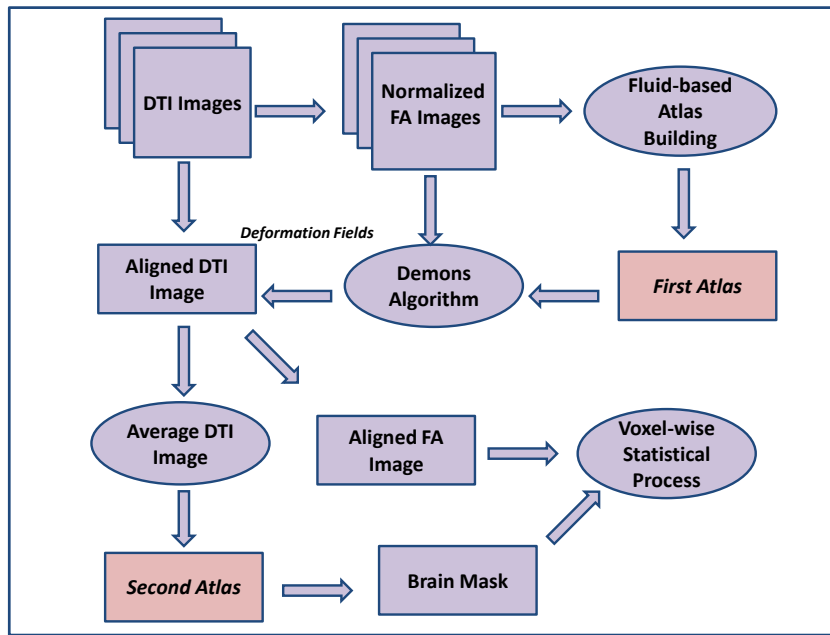 DTI Images
Normalized
FA Images
Fluid-based
Atlas
Building
Deformation Fields
Aligned DTI
Image
Demons
Algorithm
First Atlas
Average DTI
Image
Aligned FA
Image
Voxel-wise
Statistical
Process
Second Atlas
Brain Mask